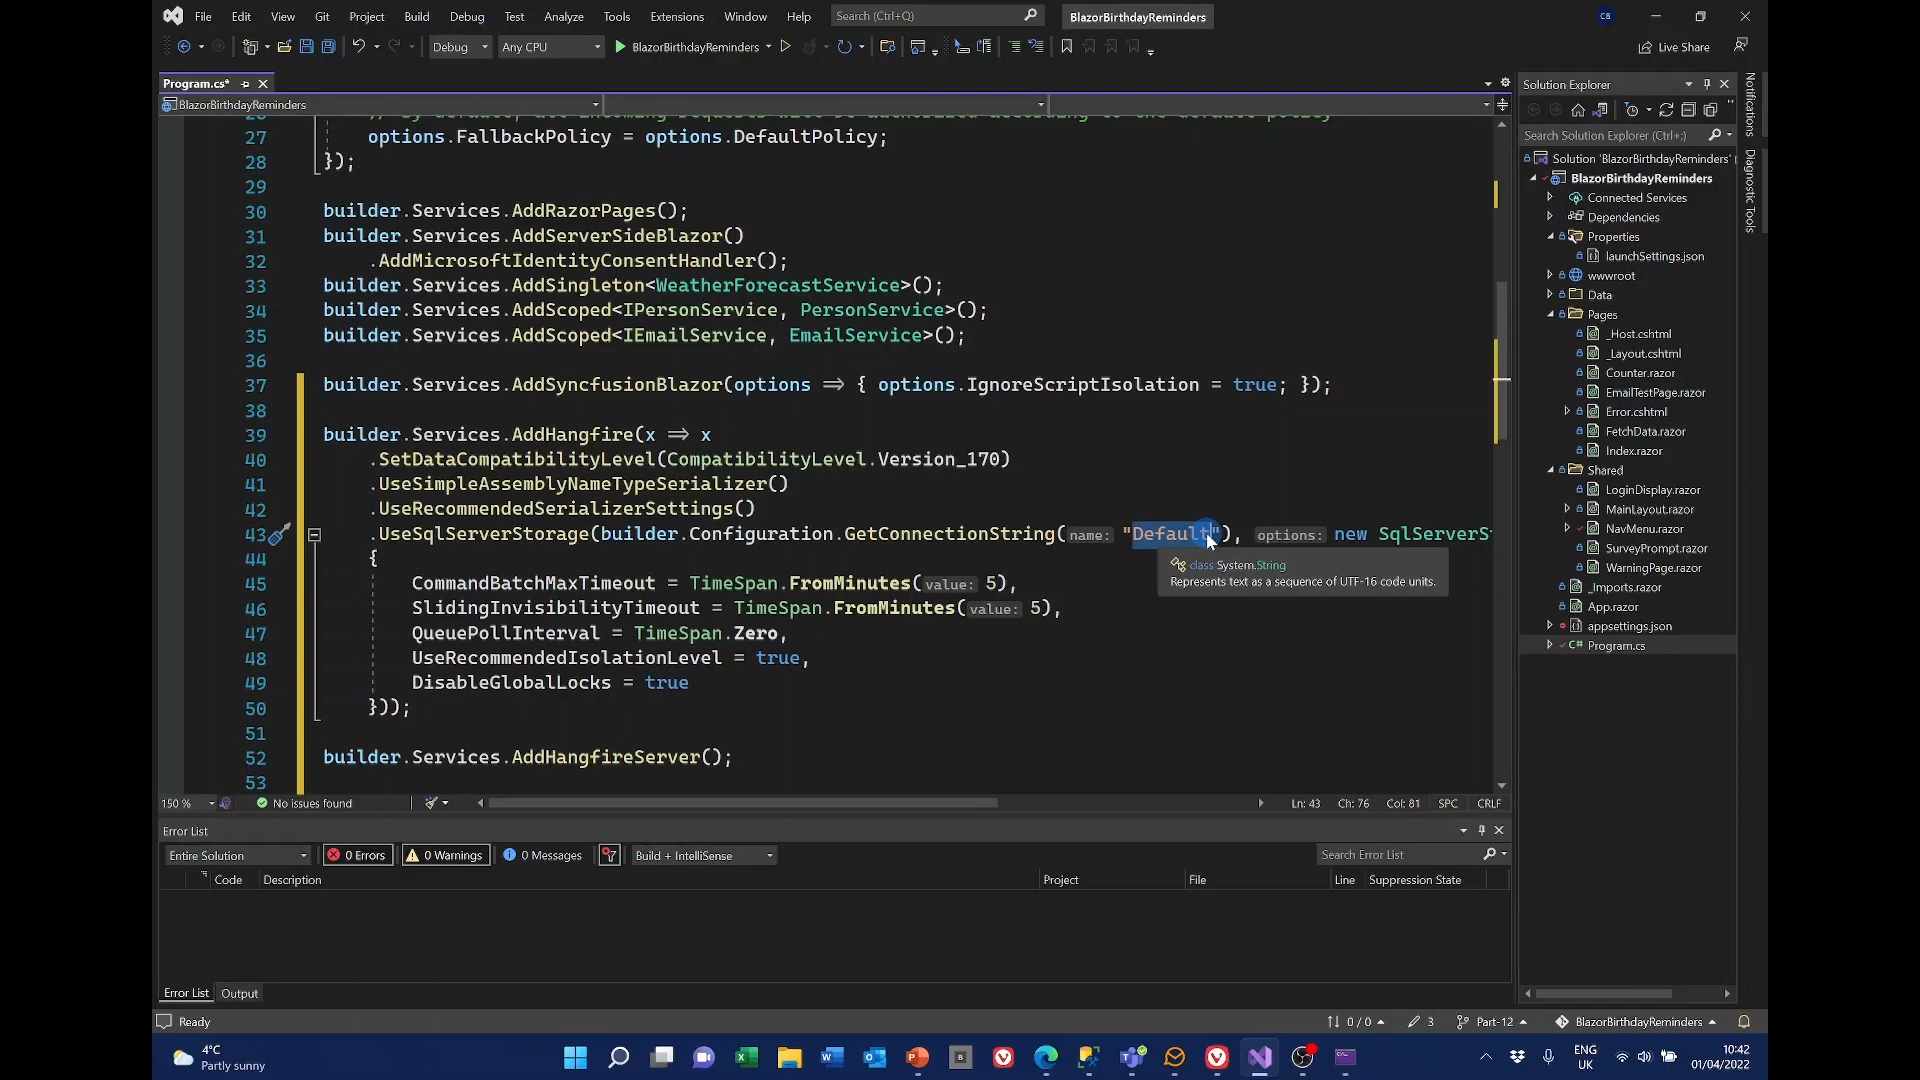 File Edit View Git Project Build Debug Test Analyze Tools Extensions Window Help Search (Ctrl+Q) BlazorBirthdayReminders CB
Debug Any CPU BlazorBirthdayReminders Live Share
Program.cs*
BlazorBirthdayReminders
27 options.FallbackPolicy = options.DefaultPolicy;
28 });
29
30 builder.Services.AddRazorPages();
31 builder.Services.AddServerSideBlazor()
32 .AddMicrosoftIdentityConsentHandler();
33 builder.Services.AddSingleton<WeatherForecastService>();
34 builder.Services.AddScoped<IPersonService, PersonService>();
35 builder.Services.AddScoped<IEmailService, EmailService>();
36
37 builder.Services.AddSyncfusionBlazor(options => { options.IgnoreScriptIsolation = true; });
38
39 builder.Services.AddHangfire(x => x
40 .SetDataCompatibilityLevel(CompatibilityLevel.Version_170)
41 .UseSimpleAssemblyNameTypeSerializer()
42 .UseRecommendedSerializerSettings()
43 .UseSqlServerStorage(builder.Configuration.GetConnectionString(name: "Default"), options: new SqlServerSt
44 {
45 CommandBatchMaxTimeout = TimeSpan.FromMinutes(value: 5),
46 SlidingInvisibilityTimeout = TimeSpan.FromMinutes(value: 5),
47 QueuePollInterval = TimeSpan.Zero,
48 UseRecommendedIsolationLevel = true,
49 DisableGlobalLocks = true
50 }));
51
52 builder.Services.AddHangfireServer();
53
class System.String
Represents text as a sequence of UTF-16 code units.
150 % No issues found Ln: 43 Ch: 76 Col: 81 SPC CRLF
Error List
Entire Solution 0 Errors 0 Warnings 0 Messages Build + IntelliSense Search Error List
Code Description Project File Line Suppression State
Error List Output
Solution Explorer
Search Solution Explorer (Ctrl+;)
Solution 'BlazorBirthdayReminders'
BlazorBirthdayReminders
Connected Services
Dependencies
Properties
launchSettings.json
wwwroot
Data
Pages
_Host.cshtml
_Layout.cshtml
Counter.razor
EmailTestPage.razor
Error.cshtml
FetchData.razor
Index.razor
Shared
LoginDisplay.razor
MainLayout.razor
NavMenu.razor
SurveyPrompt.razor
WarningPage.razor
_Imports.razor
App.razor
appsettings.json
C# Program.cs
Notifications
Diagnostic Tools
Ready 0 / 0 3 Part-12 BlazorBirthdayReminders
4°C
Partly sunny
ENG
UK
10:42
01/04/2022